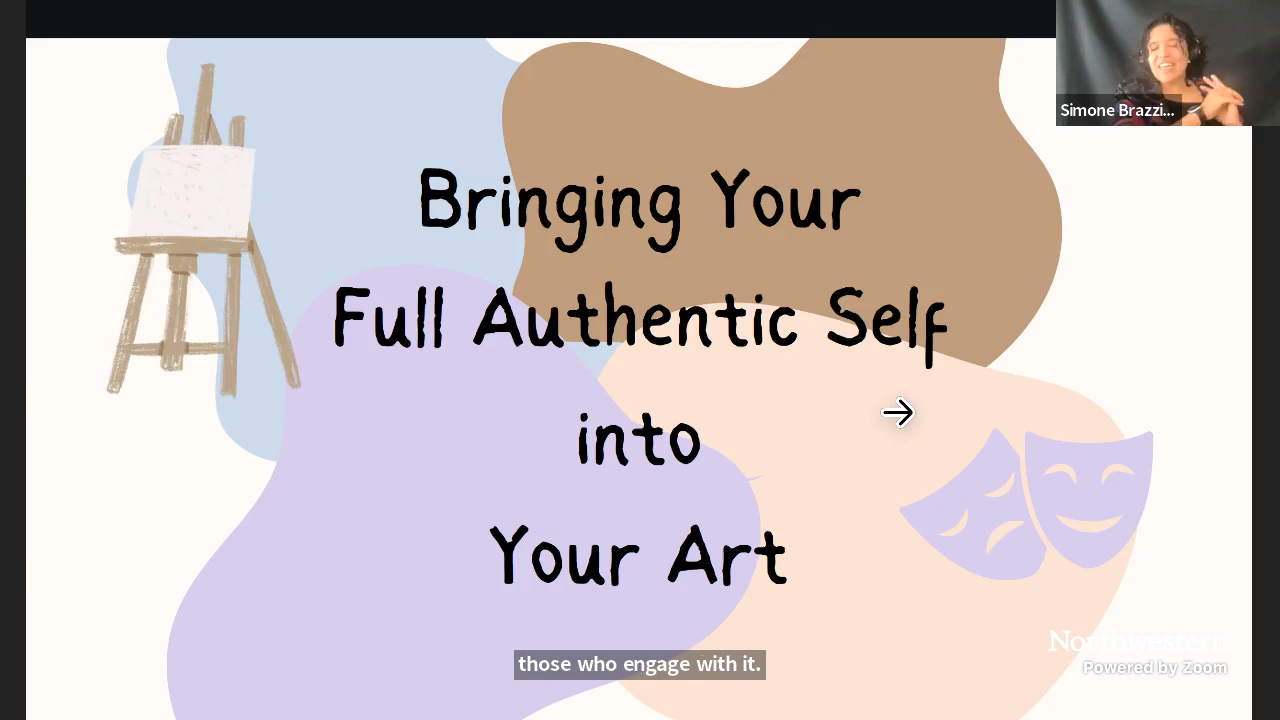 Simone Brazzi...
Bringing Your
Full Authentic Self
into
Your Art
those who engage with it.
Northwestern
Powered by Zoom